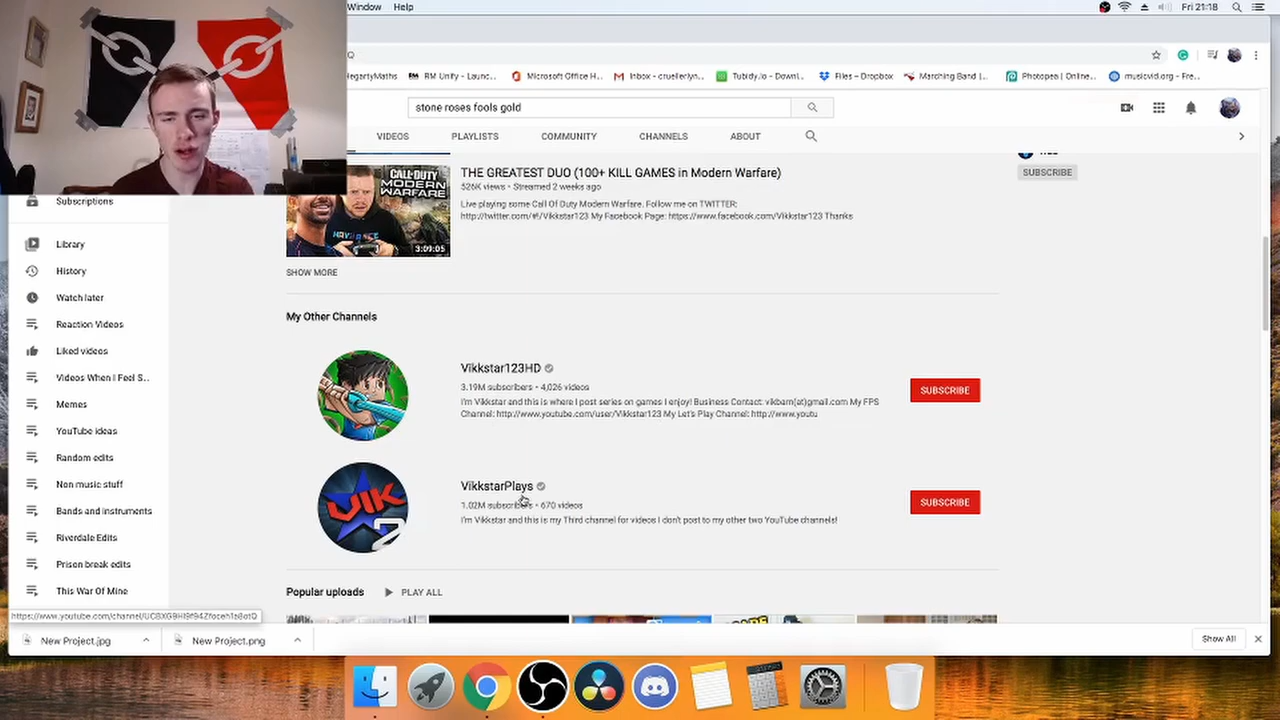 Window Help
Fri 21:18
Q
HegartyMaths
RM Unify - Launc...
Microsoft Office H...
Inbox - cruellerlyn...
Tubidy.io - Downl...
Files – Dropbox
Marching Band |...
Photopea | Online...
musicvid.org – Fre...
stone roses fools gold
VIDEOS PLAYLISTS COMMUNITY CHANNELS ABOUT
SUBSCRIBE
CALL·DUTY
MODERN
WARFARE
3:09:05
THE GREATEST DUO (100+ KILL GAMES in Modern Warfare)
526K views • Streamed 2 weeks ago
Live playing some Call Of Duty Modern Warfare. Follow me on TWITTER:
http://twitter.com/#!/Vikkstar123 My Facebook Page: https://www.facebook.com/Vikkstar123 Thanks
SHOW MORE
Subscriptions
Library
History
Watch later
Reaction Videos
Liked videos
Videos When I Feel S...
Memes
YouTube ideas
Random edits
Non music stuff
Bands and instruments
Riverdale Edits
Prison break edits
This War Of Mine
My Other Channels
Vikkstar123HD
3.19M subscribers • 4,026 videos
I'm Vikkstar and this is where I post series on games I enjoy! Business Contact: vikbarn(at)gmail.com My FPS
Channel: http://www.youtube.com/user/Vikkstar123 My Let's Play Channel: http://www.youtu
SUBSCRIBE
VIK
2
VikkstarPlays
1.02M subscribers • 670 videos
I'm Vikkstar and this is my Third channel for videos I don't post to my other two YouTube channels!
SUBSCRIBE
Popular uploads PLAY ALL
New Project.jpg
New Project.png
Show All